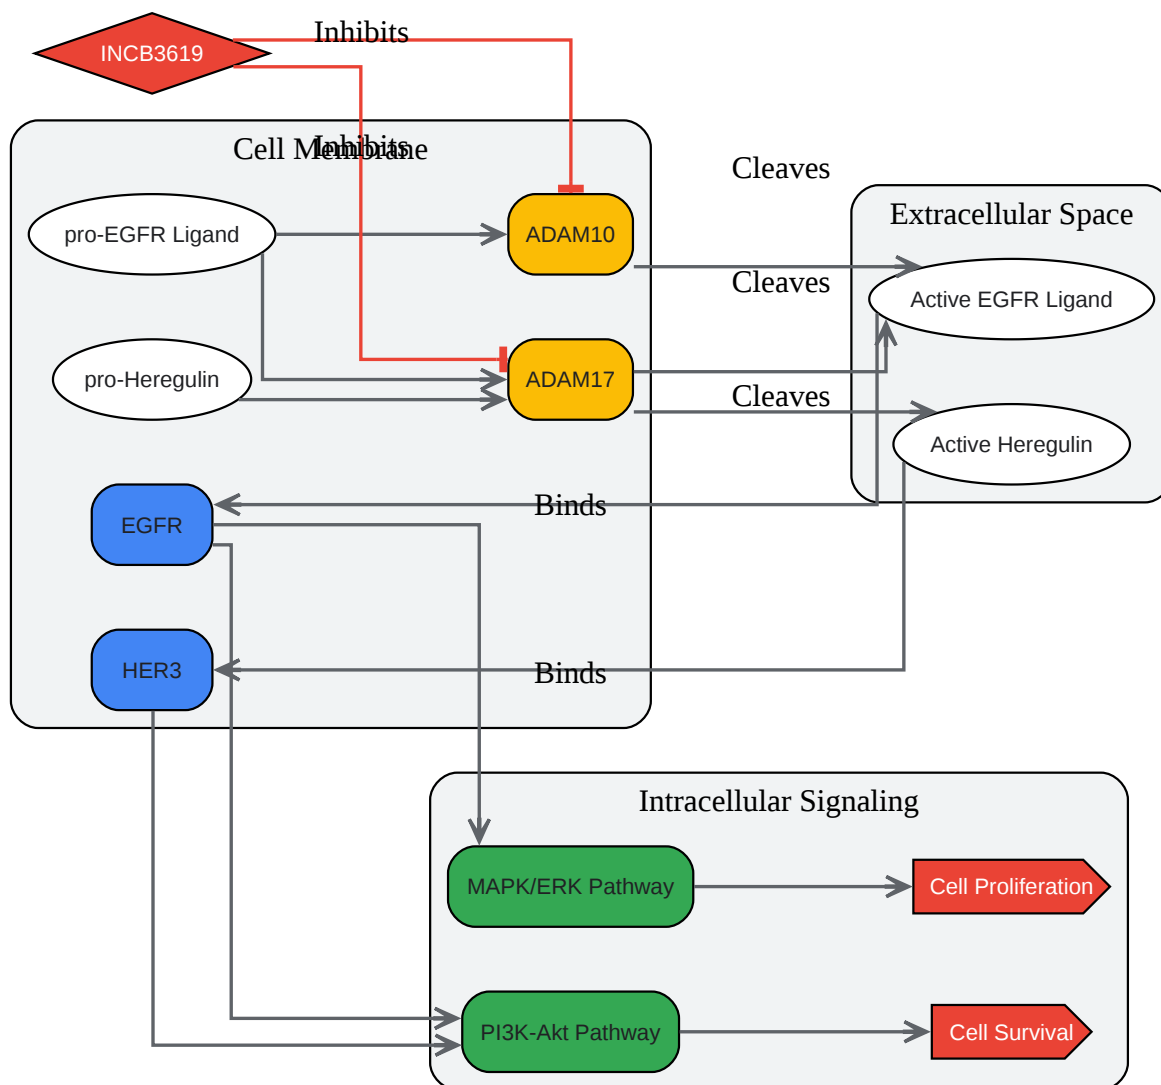 INCB3619
Inhibits
Cell Membrane
Inhibits
Cleaves
Extracellular Space
pro-EGFR Ligand
ADAM10
Cleaves
Active EGFR Ligand
pro-Heregulin
ADAM17
Cleaves
Active Heregulin
EGFR
Binds
HER3
Binds
Intracellular Signaling
MAPK/ERK Pathway
Cell Proliferation
PI3K-Akt Pathway
Cell Survival